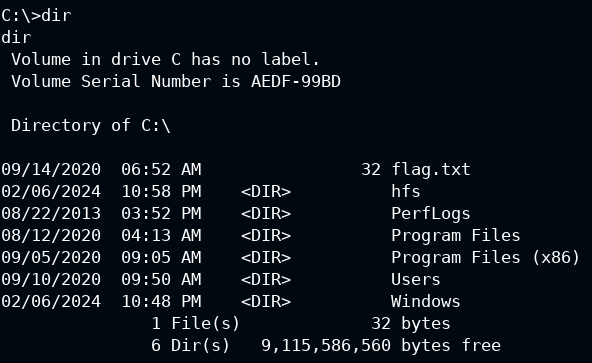 C:\>dir
dir
 Volume in drive C has no label.
 Volume Serial Number is AEDF-99BD

 Directory of C:\

09/14/2020  06:52 AM                32 flag.txt
02/06/2024  10:58 PM    <DIR>          hfs
08/22/2013  03:52 PM    <DIR>          PerfLogs
08/12/2020  04:13 AM    <DIR>          Program Files
09/05/2020  09:05 AM    <DIR>          Program Files (x86)
09/10/2020  09:50 AM    <DIR>          Users
02/06/2024  10:48 PM    <DIR>          Windows
               1 File(s)             32 bytes
               6 Dir(s)   9,115,586,560 bytes free